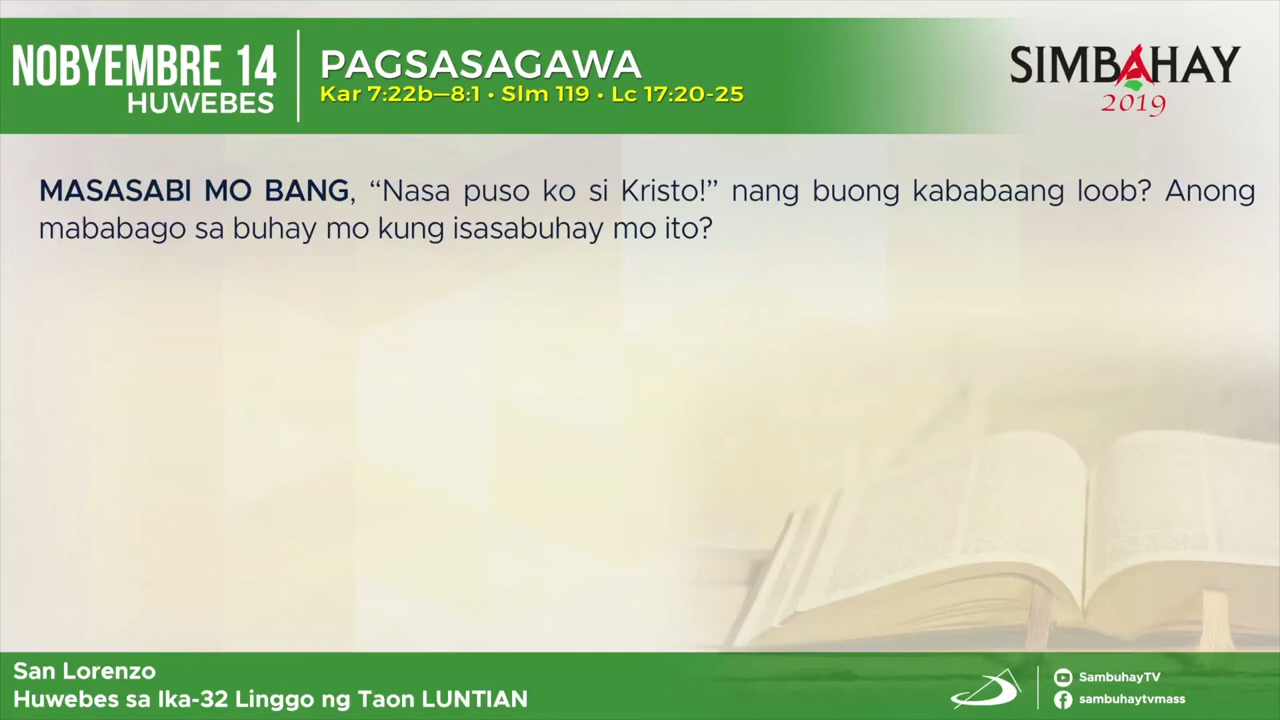 NOBYEMBRE 14
HUWEBES
PAGSASAGAWA
Kar 7:22b—8:1 • Slm 119 • Lc 17:20-25
SIMBAHAY
2019
MASASABI MO BANG, “Nasa puso ko si Kristo!” nang buong kababaang loob? Anong
mababago sa buhay mo kung isasabuhay mo ito?
San Lorenzo
Huwebes sa Ika-32 Linggo ng Taon LUNTIAN
SambuhayTV
sambuhaytvmass